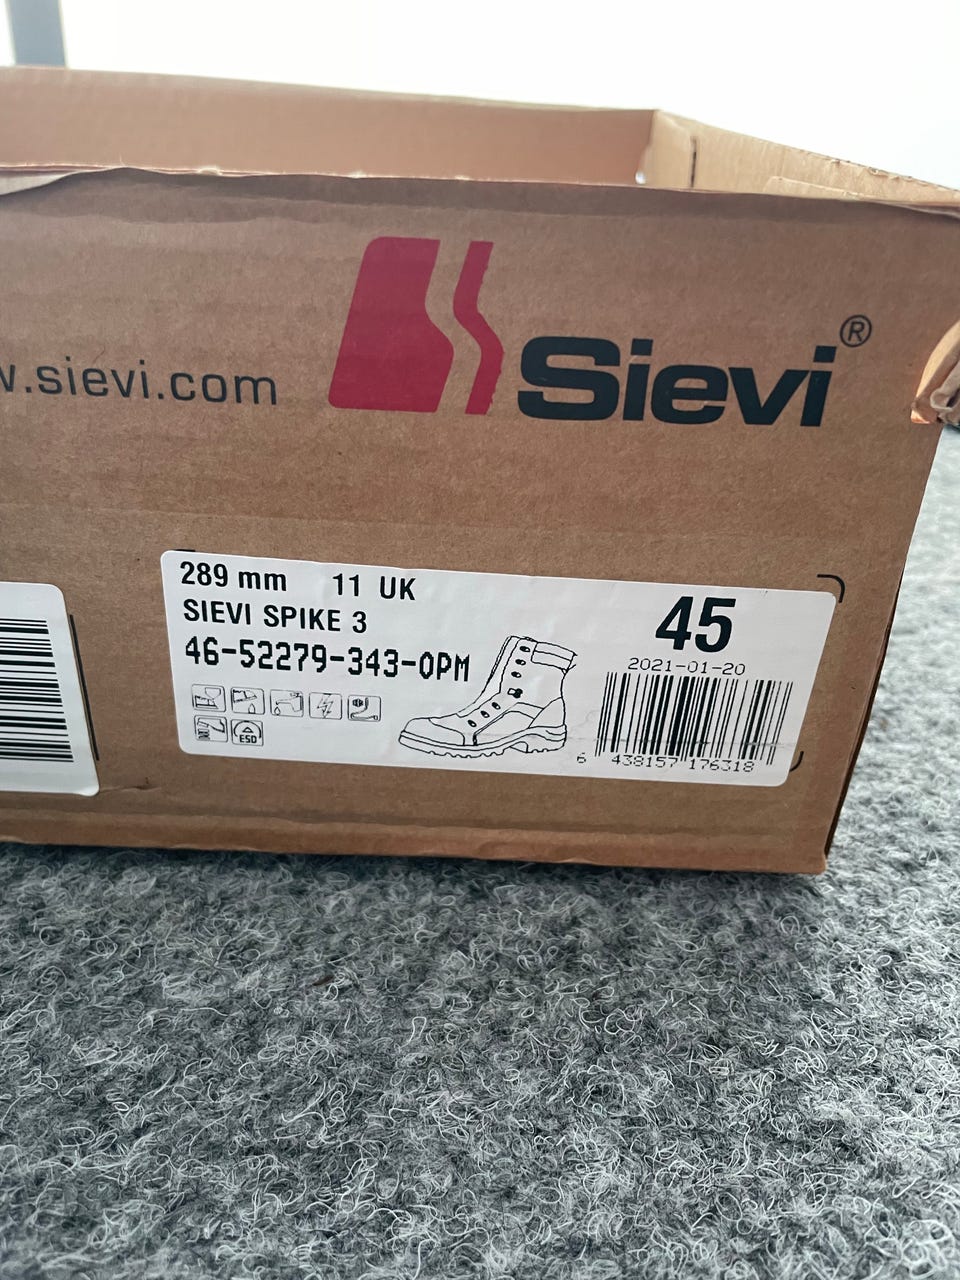 Sievi®
w.sievi.com
289 mm 11 UK
SIEVI SPIKE 3
46-52279-343-0PM
ESD
45
2021-01-20
6 438157 176318